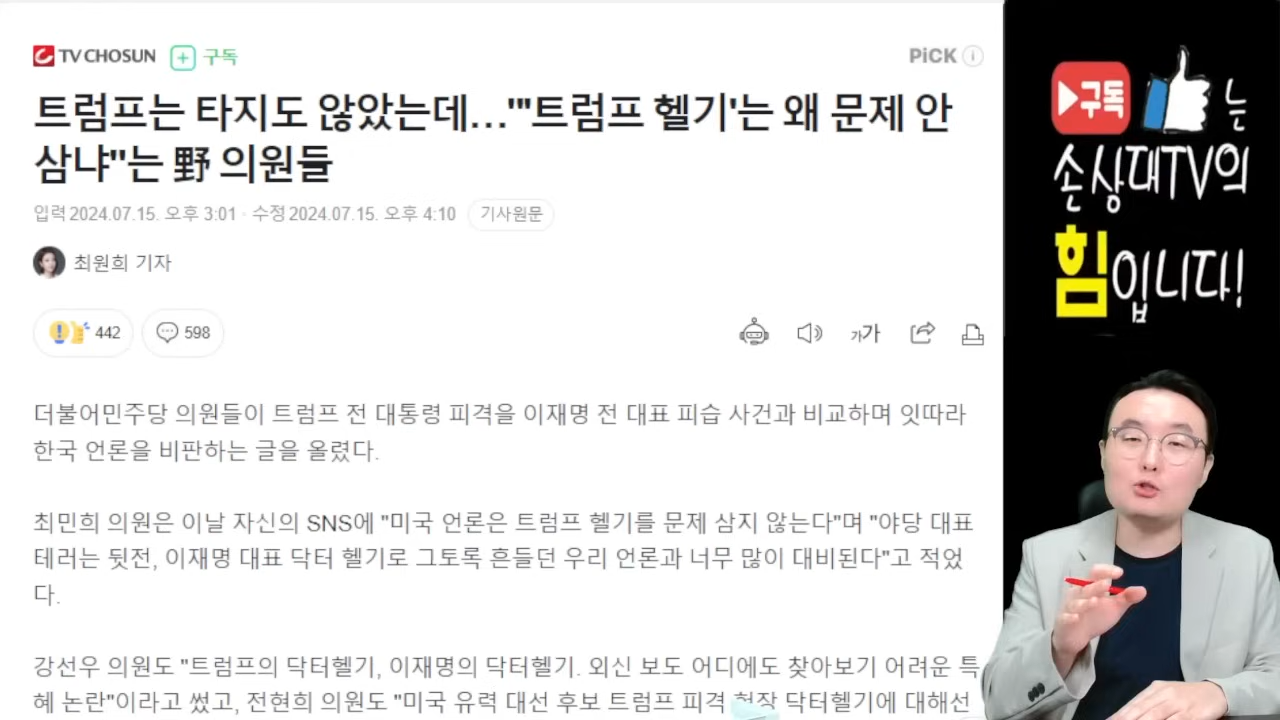 TV CHOSUN 구독
PiCK
트럼프는 타지도 않았는데…'"트럼프 헬기'는 왜 문제 안
삼냐"는 野 의원들
입력 2024.07.15. 오후 3:01 · 수정 2024.07.15. 오후 4:10 기사원문
최원희 기자
442 598
가가
더불어민주당 의원들이 트럼프 전 대통령 피격을 이재명 전 대표 피습 사건과 비교하며 잇따라
한국 언론을 비판하는 글을 올렸다.
최민희 의원은 이날 자신의 SNS에 "미국 언론은 트럼프 헬기를 문제 삼지 않는다"며 "야당 대표
테러는 뒷전, 이재명 대표 닥터 헬기로 그토록 흔들던 우리 언론과 너무 많이 대비된다"고 적었
다.
강선우 의원도 "트럼프의 닥터헬기, 이재명의 닥터헬기. 외신 보도 어디에도 찾아보기 어려운 특
혜 논란"이라고 썼고, 전현희 의원도 "미국 유력 대선 후보 트럼프 피격 현장 닥터헬기에 대해선
구독 는
손상대TV의
힘입니다!